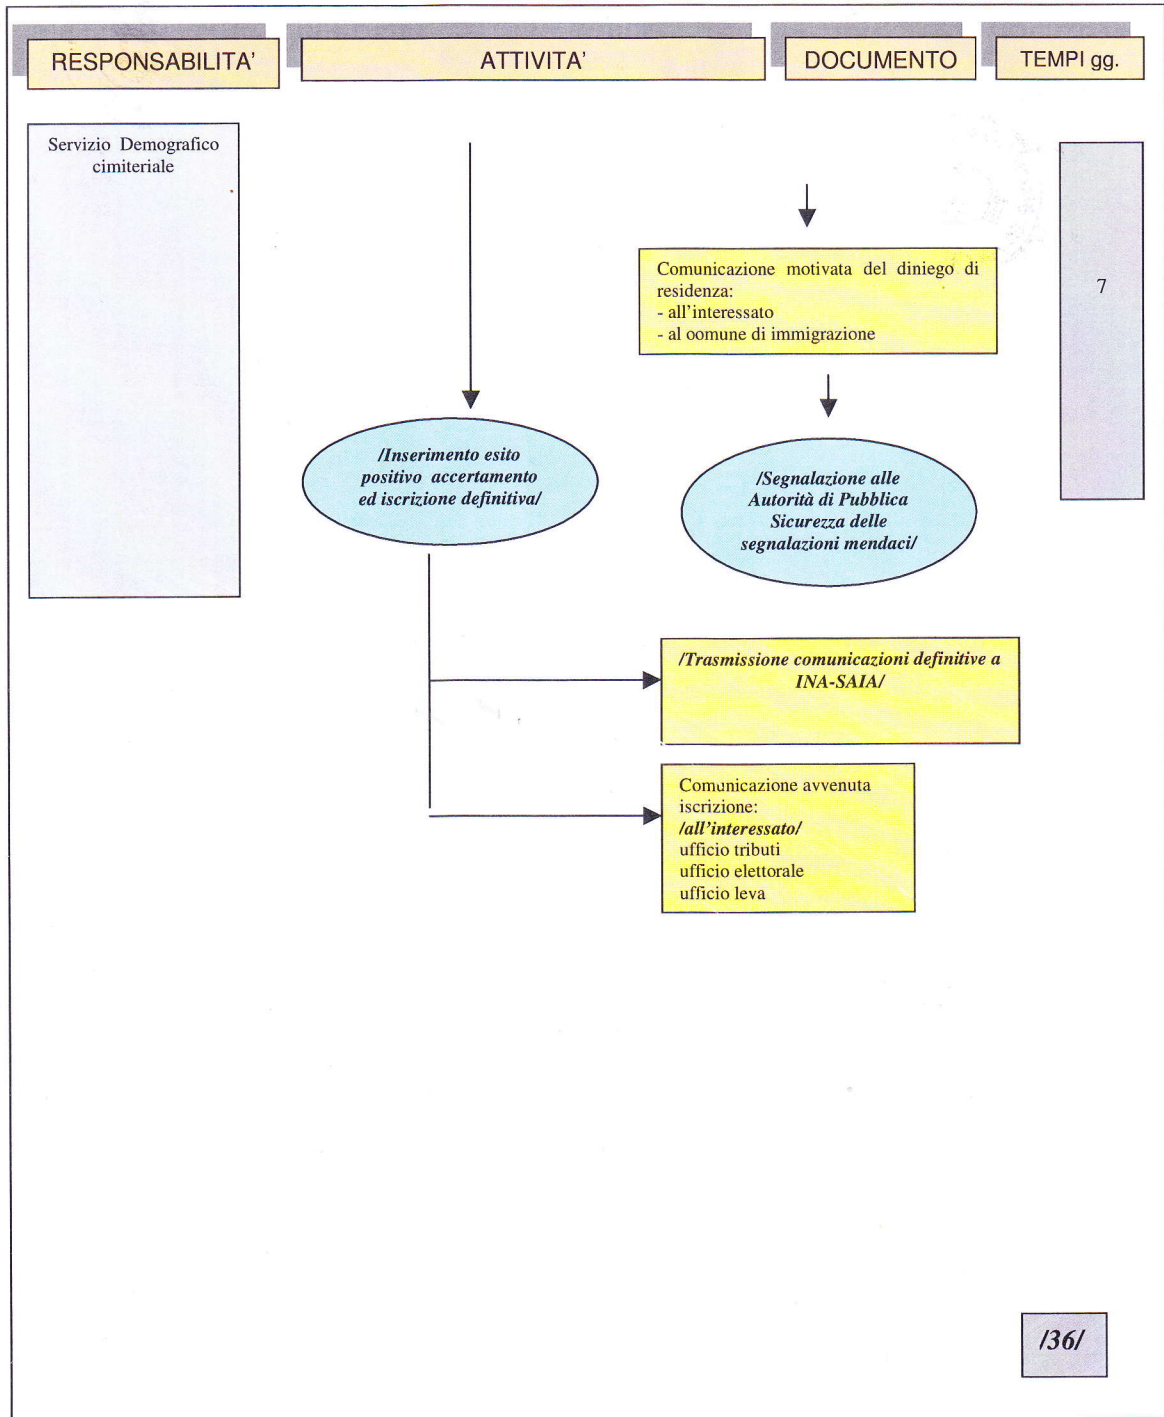 RESPONSABILITA'
ATTIVITA'
DOCUMENTO
TEMPI gg.
Servizio Demografico
cimiteriale
Comunicazione motivata del diniego di
residenza:
- all'interessato
- al oomune di immigrazione
7
/Inserimento esito
positivo accertamento
ed iscrizione definitiva/
/Segnalazione alle
Autorità di Pubblica
Sicurezza delle
segnalazioni mendaci/
/Trasmissione comunicazioni definitive a
INA-SAIA/
Comunicazione avvenuta
iscrizione:
/all'interessato/
ufficio tributi
ufficio elettorale
ufficio leva
/36/